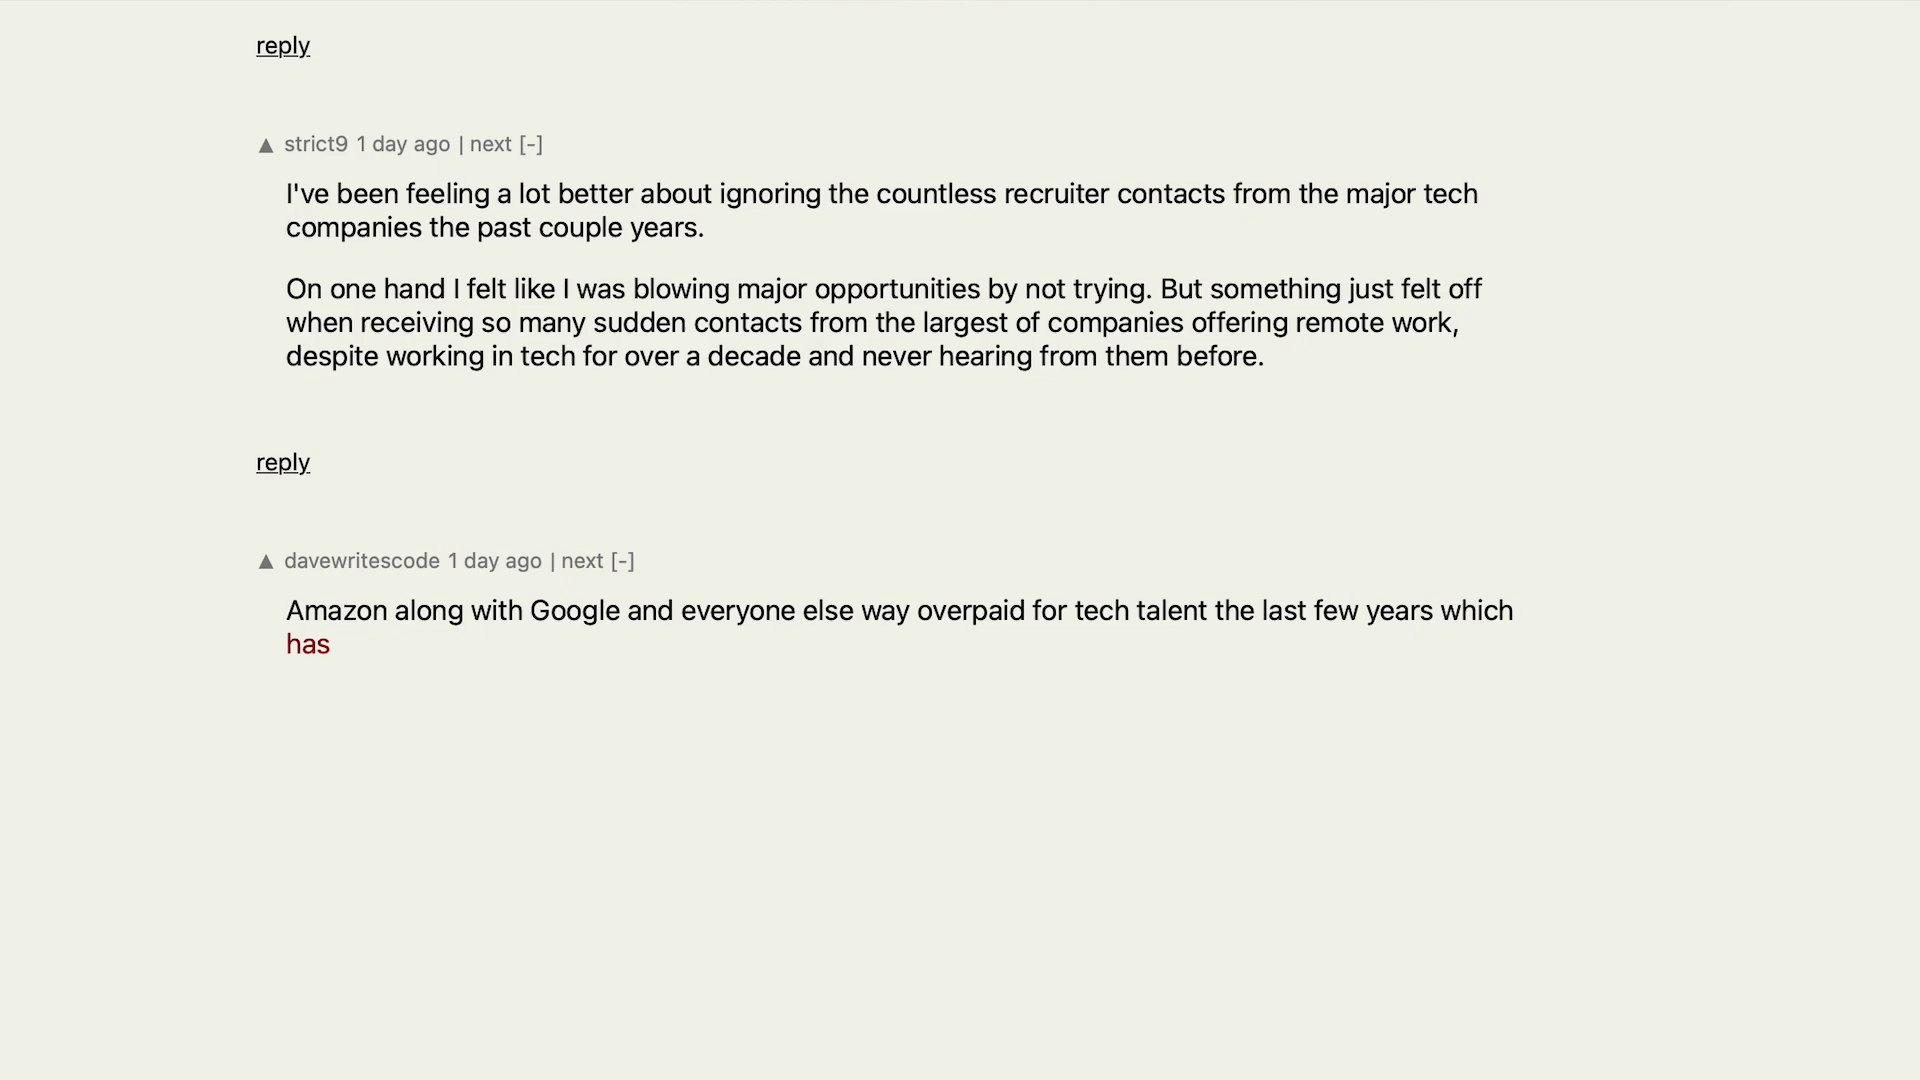 reply
▲ strict9 1 day ago | next [-]
I've been feeling a lot better about ignoring the countless recruiter contacts from the major tech
companies the past couple years.
On one hand I felt like I was blowing major opportunities by not trying. But something just felt off
when receiving so many sudden contacts from the largest of companies offering remote work,
despite working in tech for over a decade and never hearing from them before.
reply
▲ davewritescode 1 day ago | next [-]
Amazon along with Google and everyone else way overpaid for tech talent the last few years which
has